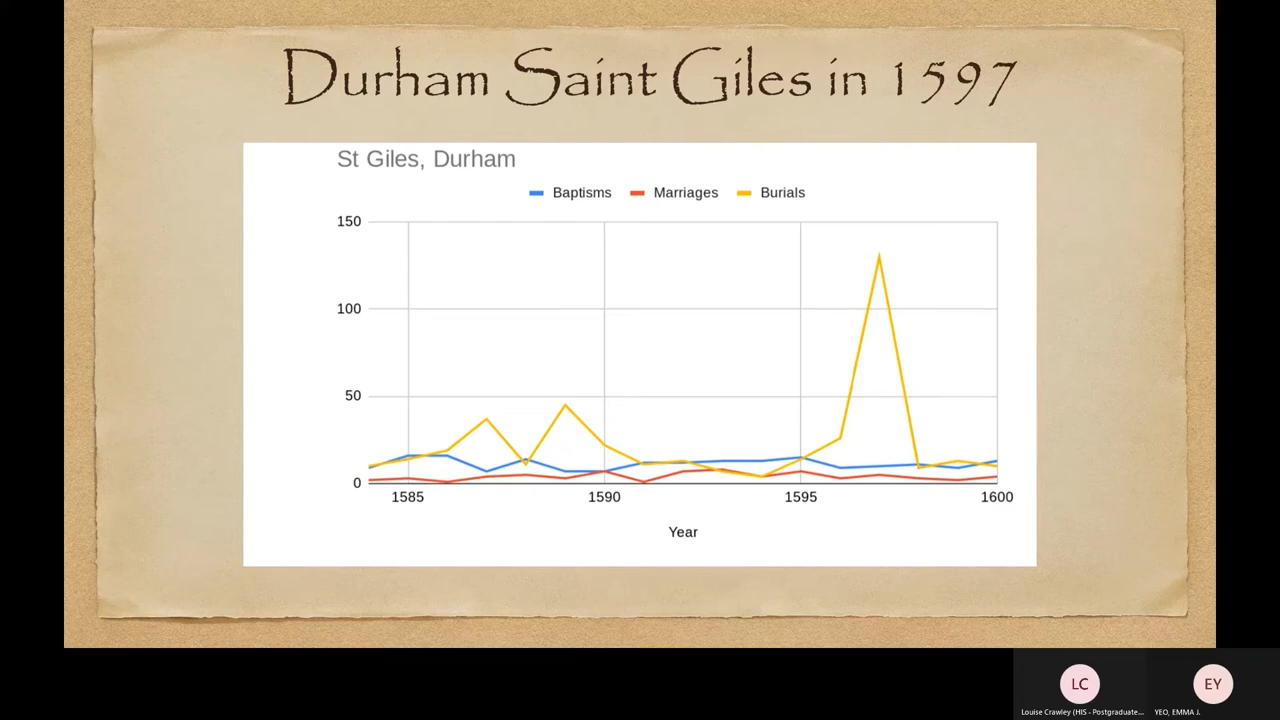 Durham Saint Giles in 1597
St Giles, Durham
Baptisms Marriages Burials
150
100
50
0
1585 1590 1595 1600
Year
LC EY
Louise Crawley (HIS - Postgraduate... YEO, EMMA J.